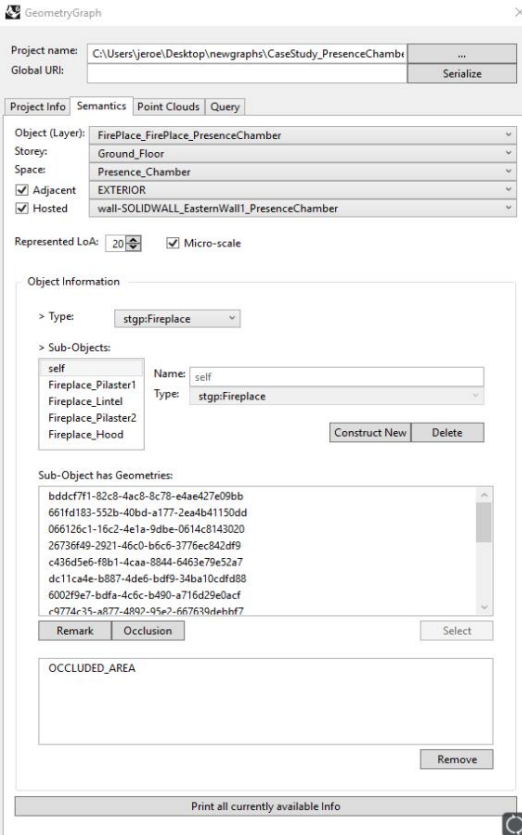 GeometryGraph
Project name: C:\Users\jeroe\Desktop\newgraphs\CaseStudy_PresenceChambe ...
Global URI: Serialize
Project Info Semantics Point Clouds Query
Object (Layer): FirePlace_FirePlace_PresenceChamber
Storey: Ground_Floor
Space: Presence_Chamber
Adjacent EXTERIOR
Hosted wall-SOLIDWALL_EasternWall1_PresenceChamber
Represented LoA: 20 Micro-scale
Object Information
> Type: stgp:Fireplace
> Sub-Objects:
self
Fireplace_Pilaster1
Fireplace_Lintel
Fireplace_Pilaster2
Fireplace_Hood
Name: self
Type: stgp:Fireplace
Construct New Delete
Sub-Object has Geometries:
bddcf7f1-82c8-4ac8-8c78-e4ae427e09bb
661fd183-552b-40bd-a177-2ea4b41150dd
066126c1-16c2-4e1a-9dbe-0614c8143020
26736f49-2921-46c0-b6c6-3776ec842df9
c436d5e6-f8b1-4caa-8844-6463e79e52a7
dc11ca4e-b887-4de6-bdf9-34ba10cdfd88
6002f9e7-bdfa-4c6c-b490-a716d29e0acf
c9774c35-a877-4892-95e2-667639debbf7
Remark Occlusion Select
OCCLUDED_AREA
Remove
Print all currently available Info